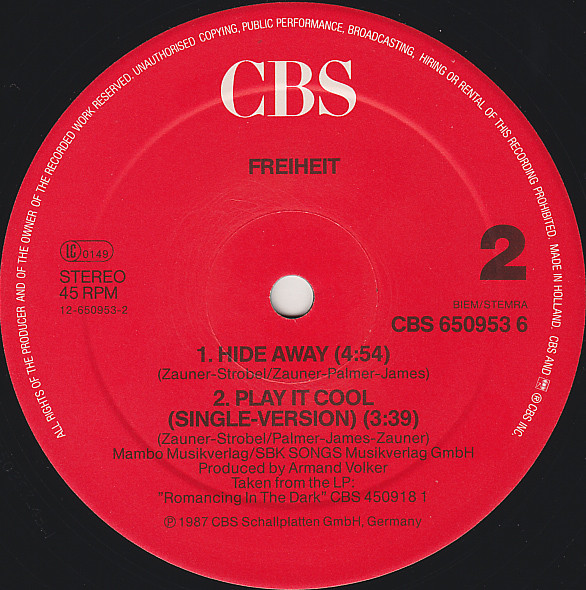 ALL RIGHTS OF THE PRODUCER AND OF THE OWNER OF THE RECORDED WORK RESERVED. UNAUTHORISED COPYING, PUBLIC PERFORMANCE, BROADCASTING, HIRING OR RENTAL OF THIS RECORDING PROHIBITED. MADE IN HOLLAND. CBS AND ℗ CBS INC.
CBS
FREIHEIT
LC 0149
STEREO
45 RPM
12-650953-2
2
BIEM/STEMRA
CBS 650953 6
1. HIDE AWAY (4:54)
(Zauner-Strobel/Zauner-Palmer-James)
2. PLAY IT COOL
(SINGLE-VERSION) (3:39)
(Zauner-Strobel/Palmer-James-Zauner)
Mambo Musikverlag/SBK SONGS Musikverlag GmbH
Produced by Armand Volker
Taken from the LP:
"Romancing In The Dark" CBS 450918 1
℗ 1987 CBS Schallplatten GmbH, Germany